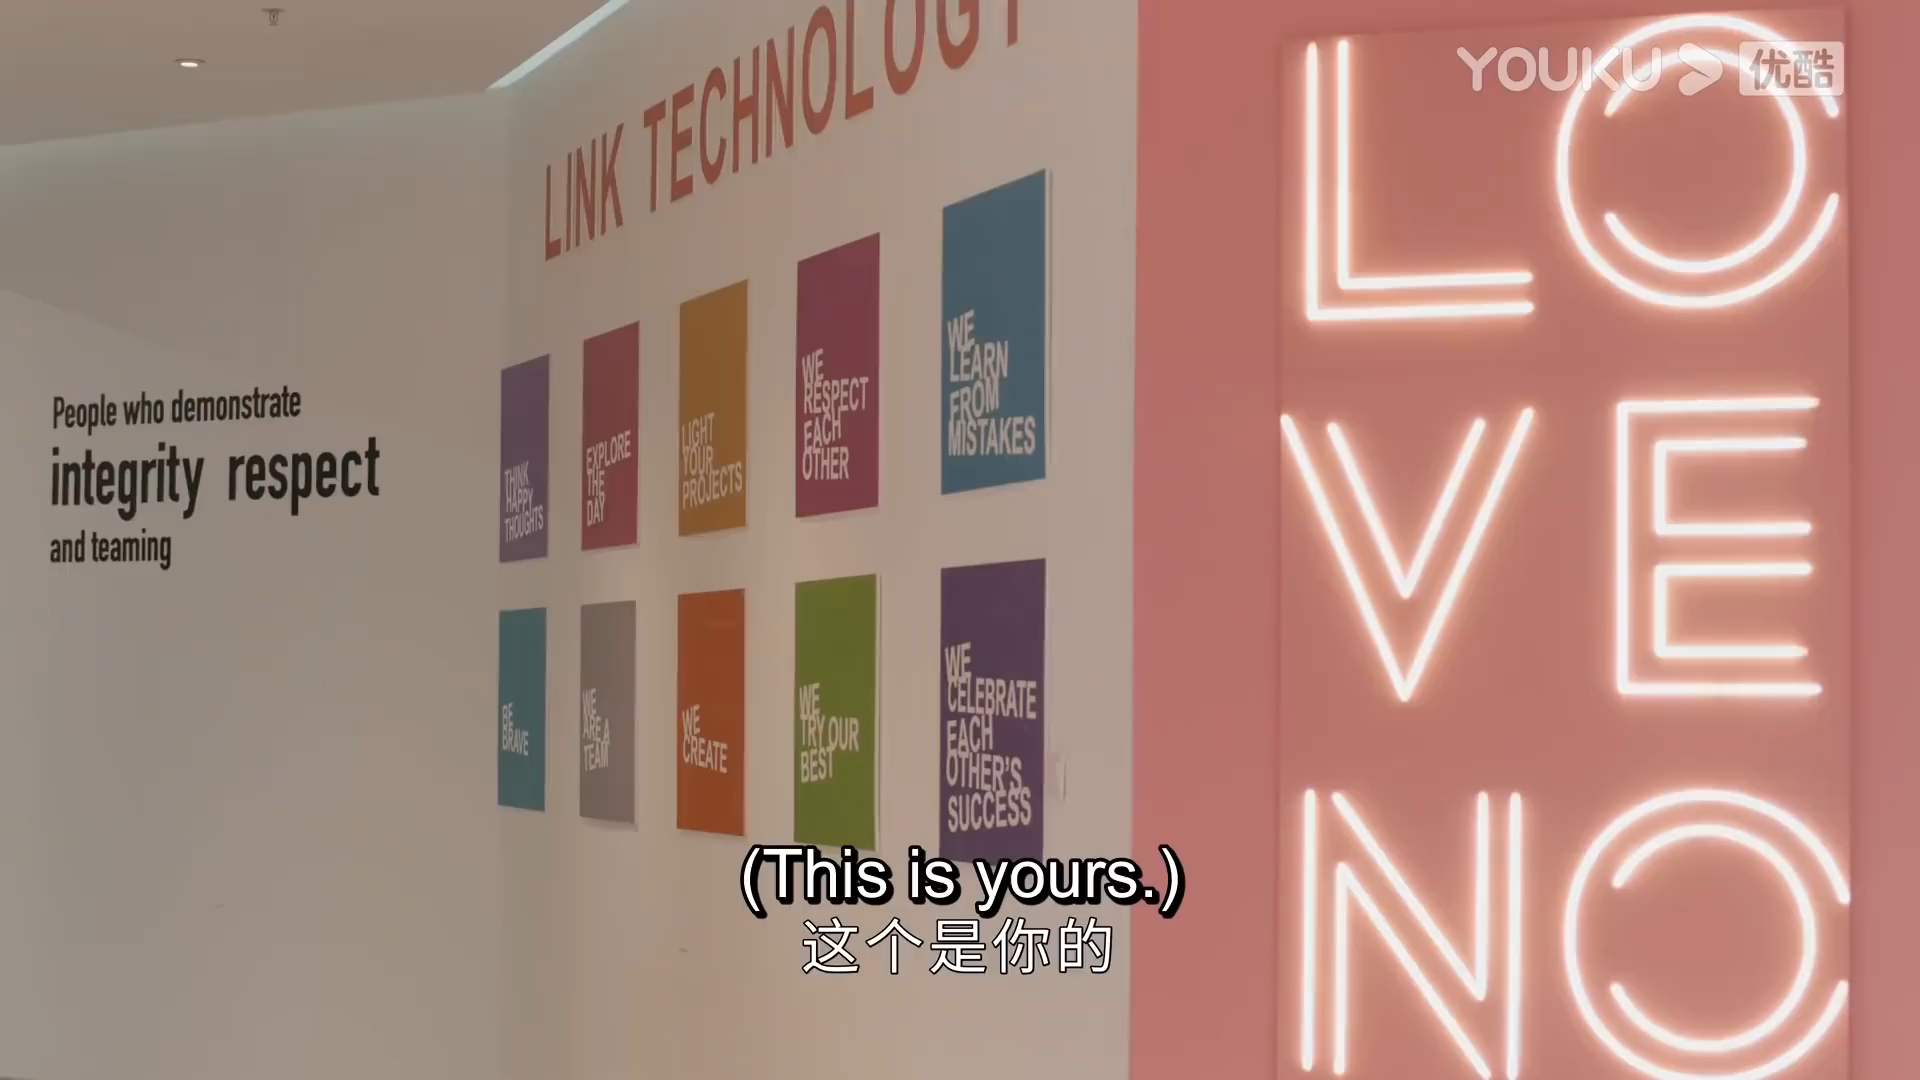 YOUKU 优酷
LINK TECHNOLOGY
People who demonstrate
integrity respect
and teaming
THINK
HAPPY
THOUGHTS
EXPLORE
THE
DAY
LIGHT
YOUR
PROJECTS
WE
RESPECT
EACH
OTHER
WE
LEARN
FROM
MISTAKES
BE
BRAVE
WE
ARE A
TEAM
WE
CREATE
WE
TRY OUR
BEST
WE
CELEBRATE
EACH
OTHER'S
SUCCESS
LO
VE
NO
(This is yours.)
这个是你的